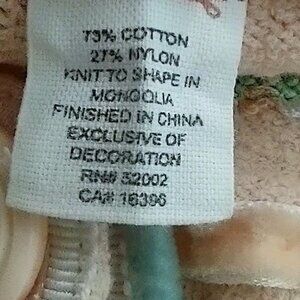 73% COTTON
27% NYLON
KNIT TO SHAPE IN
MONGOLIA
FINISHED IN CHINA
EXCLUSIVE OF
DECORATION
RN# 52002
CA# 16396